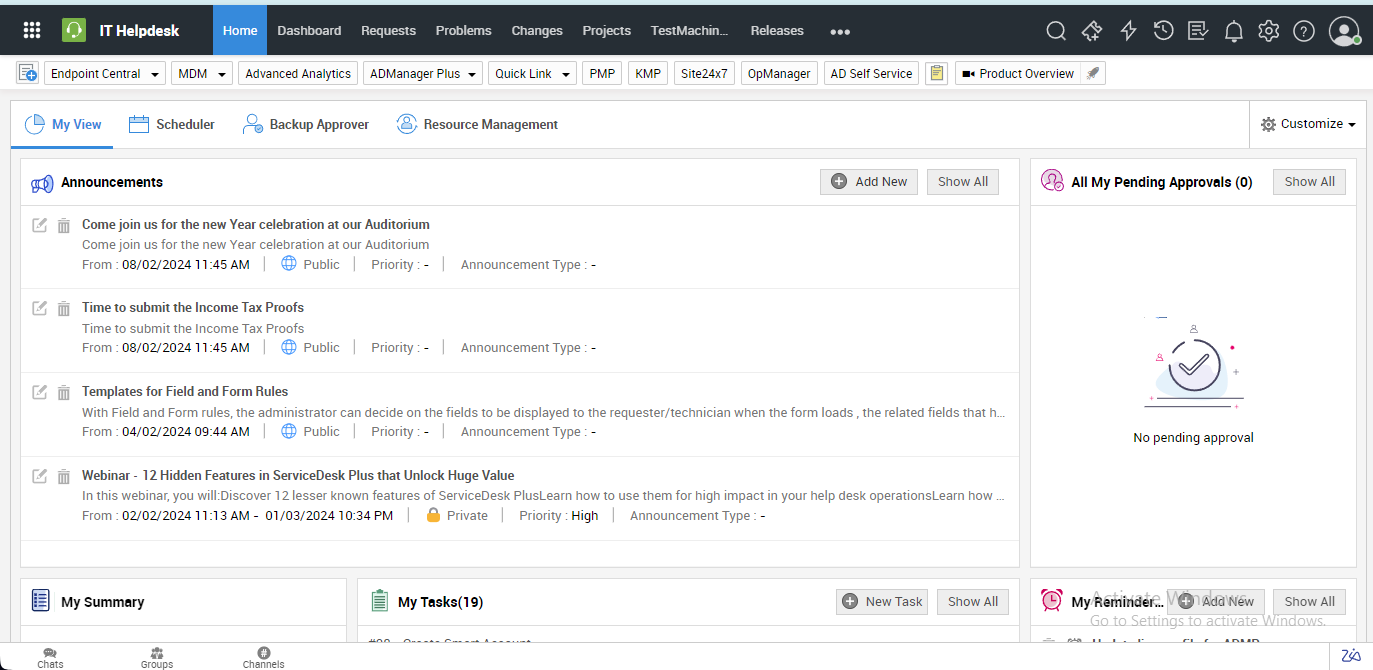 IT Helpdesk Home Dashboard Requests Problems Changes Projects TestMachin... Releases
Endpoint Central MDM Advanced Analytics ADManager Plus Quick Link PMP KMP Site24x7 OpManager AD Self Service Product Overview
My View Scheduler Backup Approver Resource Management Customize
Announcements Add New Show All
Come join us for the new Year celebration at our Auditorium
Come join us for the new Year celebration at our Auditorium
From : 08/02/2024 11:45 AM | Public | Priority : - | Announcement Type : -
Time to submit the Income Tax Proofs
Time to submit the Income Tax Proofs
From : 08/02/2024 11:45 AM | Public | Priority : - | Announcement Type : -
Templates for Field and Form Rules
With Field and Form rules, the administrator can decide on the fields to be displayed to the requester/technician when the form loads , the related fields that h...
From : 04/02/2024 09:44 AM | Public | Priority : - | Announcement Type : -
Webinar - 12 Hidden Features in ServiceDesk Plus that Unlock Huge Value
In this webinar, you will:Discover 12 lesser known features of ServiceDesk PlusLearn how to use them for high impact in your help desk operationsLearn how ...
From : 02/02/2024 11:13 AM - 01/03/2024 10:34 PM | Private | Priority : High | Announcement Type : -
All My Pending Approvals (0) Show All
No pending approval
My Summary
My Tasks(19) New Task Show All
My Reminder... Add New Show All
Activate Windows
Go to Settings to activate Windows.
Chats Groups Channels